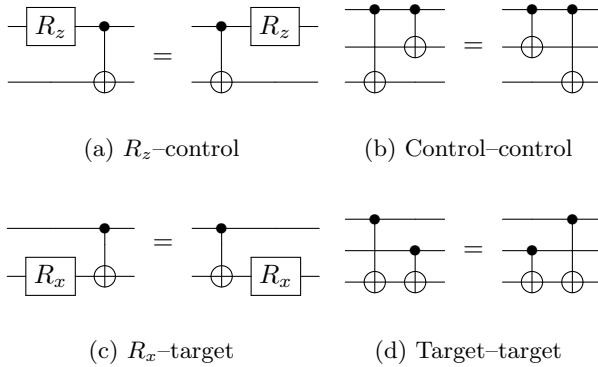 R_z = R_z
=
(a) R_z–control
(b) Control–control
R_x = R_x
=
(c) R_x–target
(d) Target–target